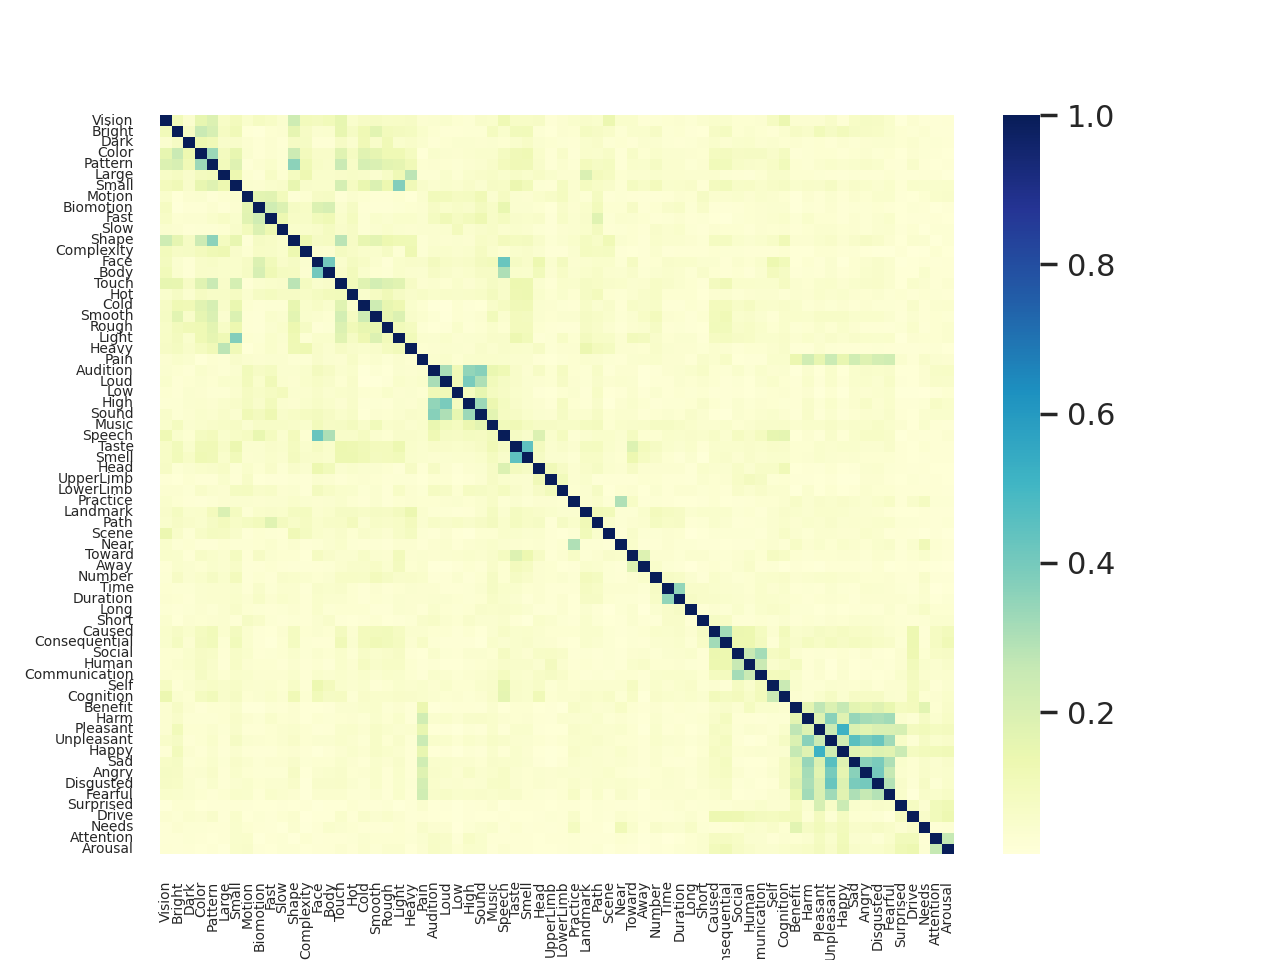 Vision
Bright
Dark
Color
Pattern
Large
Small
Motion
Biomotion
Fast
Slow
Shape
Complexity
Face
Body
Touch
Hot
Cold
Smooth
Rough
Light
Heavy
Pain
Audition
Loud
Low
High
Sound
Music
Speech
Taste
Smell
Head
UpperLimb
LowerLimb
Practice
Landmark
Path
Scene
Near
Toward
Away
Number
Time
Duration
Long
Short
Caused
Consequential
Social
Human
Communication
Self
Cognition
Benefit
Harm
Pleasant
Unpleasant
Happy
Sad
Angry
Disgusted
Fearful
Surprised
Drive
Needs
Attention
Arousal
1.0
0.8
0.6
0.4
0.2
Vision
Bright
Dark
Color
Pattern
Large
Small
Motion
Biomotion
Fast
Slow
Shape
Complexity
Face
Body
Touch
Hot
Cold
Smooth
Rough
Light
Heavy
Pain
Audition
Loud
Low
High
Sound
Music
Speech
Taste
Smell
Head
UpperLimb
LowerLimb
Practice
Landmark
Path
Scene
Near
Toward
Away
Number
Time
Duration
Long
Short
Caused
nsequential
Social
Human
munication
Self
Cognition
Benefit
Harm
Pleasant
Unpleasant
Happy
Sad
Angry
Disgusted
Fearful
Surprised
Drive
Needs
Attention
Arousal